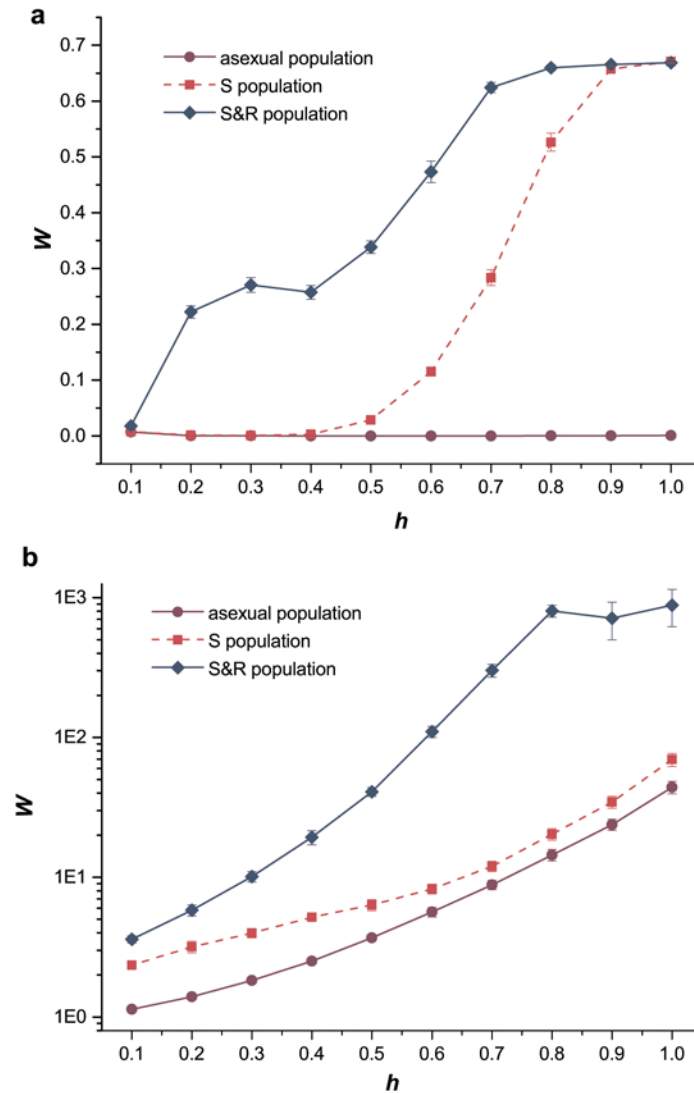 a
asexual population
S population
S&R population
0.7
0.6
0.5
0.4
0.3
0.2
0.1
0.0
W
0.1 0.2 0.3 0.4 0.5 0.6 0.7 0.8 0.9 1.0
h
b
asexual population
S population
S&R population
1E3
1E2
1E1
1E0
W
0.1 0.2 0.3 0.4 0.5 0.6 0.7 0.8 0.9 1.0
h